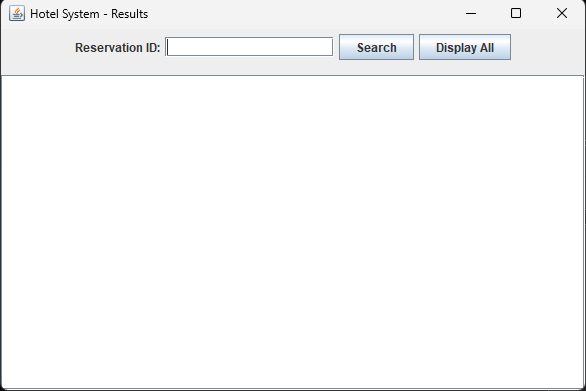 Hotel System - Results
Reservation ID: Search Display All